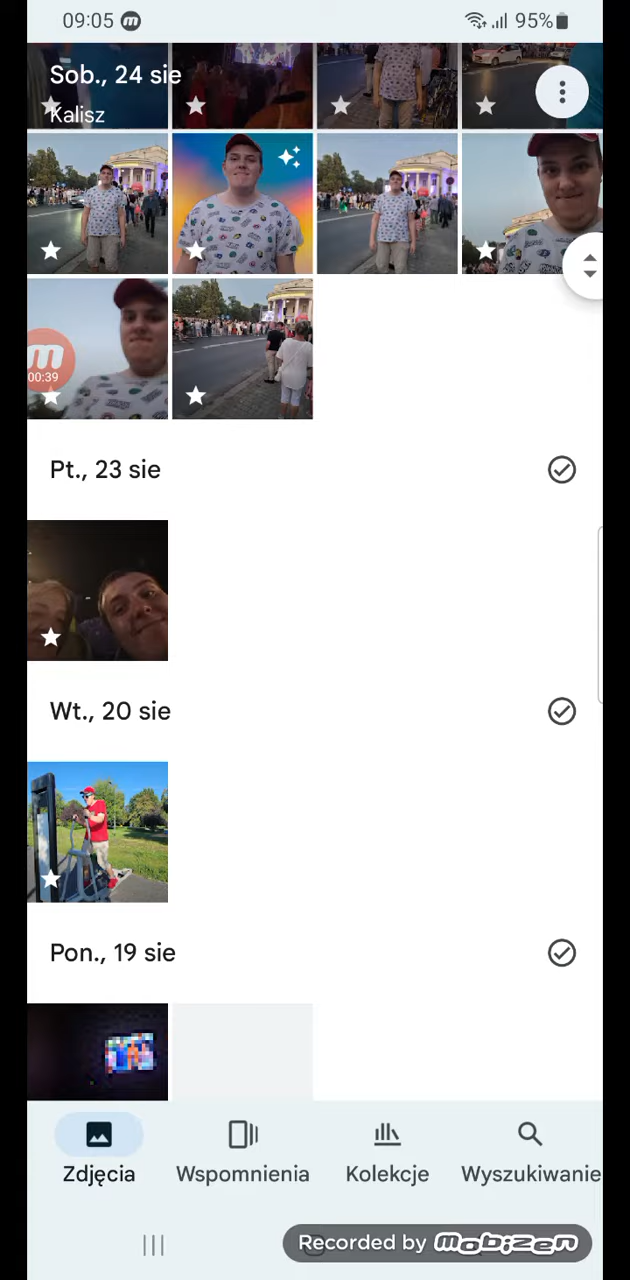 09:05
95%
Sob., 24 sie
Kalisz
00:39
Pt., 23 sie
Wt., 20 sie
Pon., 19 sie
Zdjęcia
Wspomnienia
Kolekcje
Wyszukiwanie
Recorded by mobizen